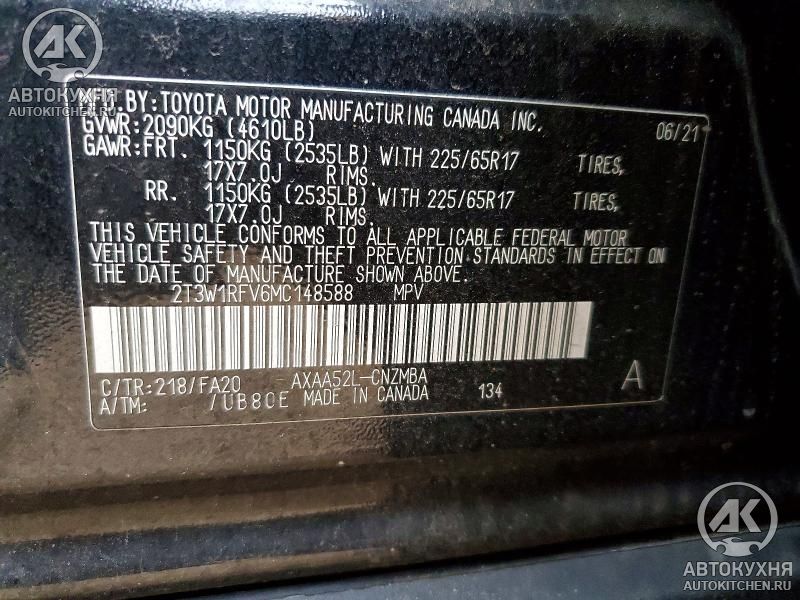 AK
АВТОКУХНЯ
AUTOKITCHEN.RU
BY: TOYOTA MOTOR MANUFACTURING CANADA INC.
06/21
GVWR: 2090KG (4610LB)
GAWR: FRT. 1150KG (2535LB) WITH 225/65R17 TIRES,
17X7.0J RIMS.
RR. 1150KG (2535LB) WITH 225/65R17 TIRES,
17X7.0J RIMS.
THIS VEHICLE CONFORMS TO ALL APPLICABLE FEDERAL MOTOR
VEHICLE SAFETY AND THEFT PREVENTION STANDARDS IN EFFECT ON
THE DATE OF MANUFACTURE SHOWN ABOVE.
2T3W1RFV6MC148588 MPV
C/TR: 218/FA20 AXAA52L-CNZMBA A
A/TM: /UB80E MADE IN CANADA 134
AK
АВТОКУХНЯ
AUTOKITCHEN.RU